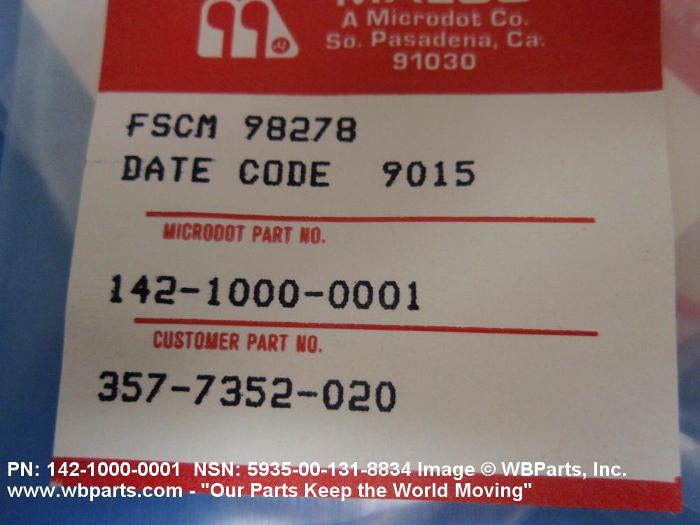 A Microdot Co.
So. Pasadena, Ca.
91030
FSCM 98278
DATE CODE 9015
MICRODOT PART NO.
142-1000-0001
CUSTOMER PART NO.
357-7352-020
PN: 142-1000-0001 NSN: 5935-00-131-8834 Image © WBParts, Inc.
www.wbparts.com - "Our Parts Keep the World Moving"